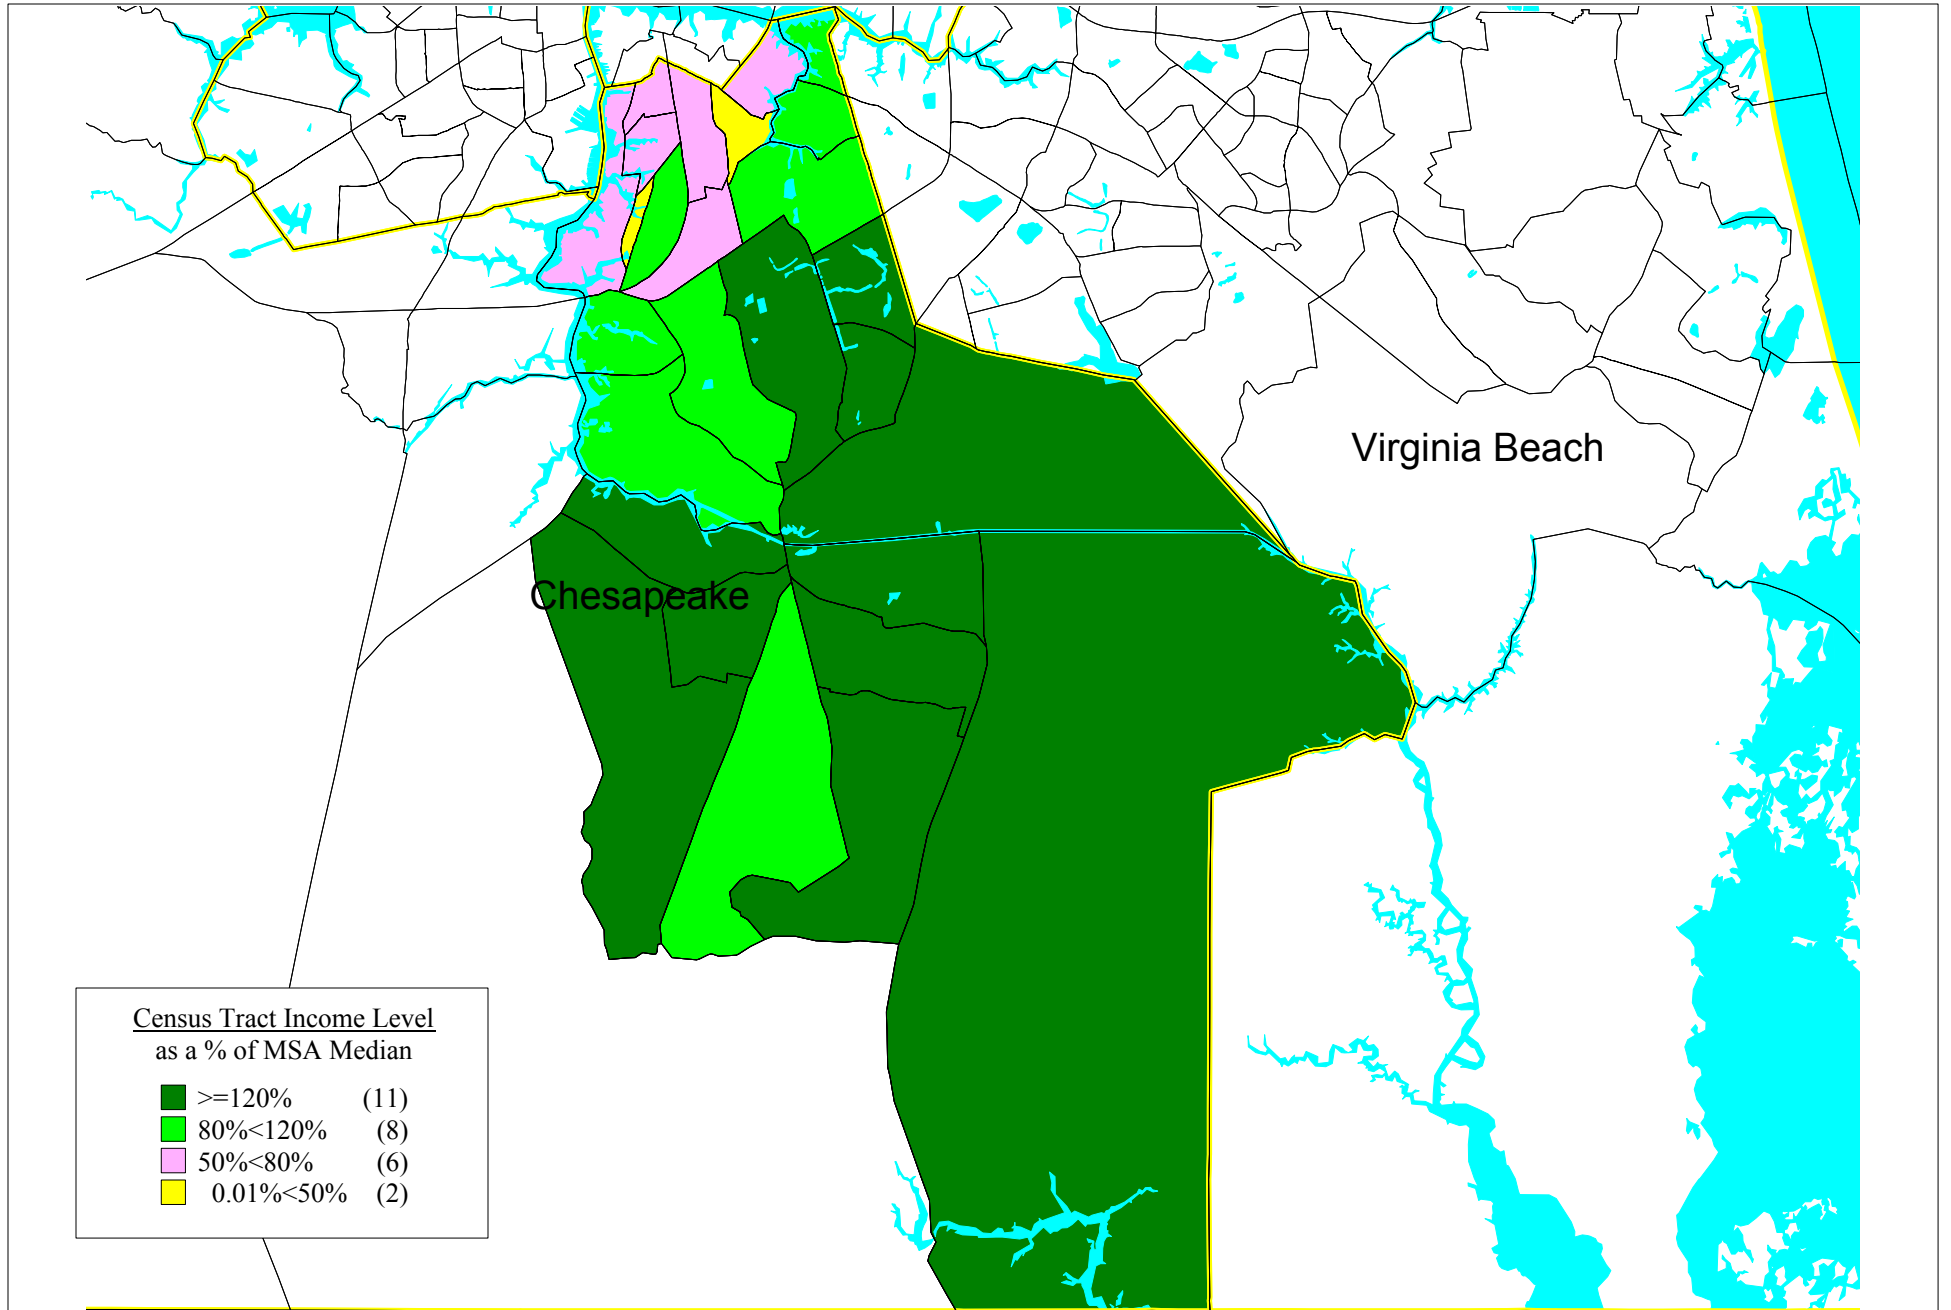 Virginia Beach
Chesapeake
Census Tract Income Level
as a % of MSA Median
>=120% (11)
80%<120% (8)
50%<80% (6)
0.01%<50% (2)